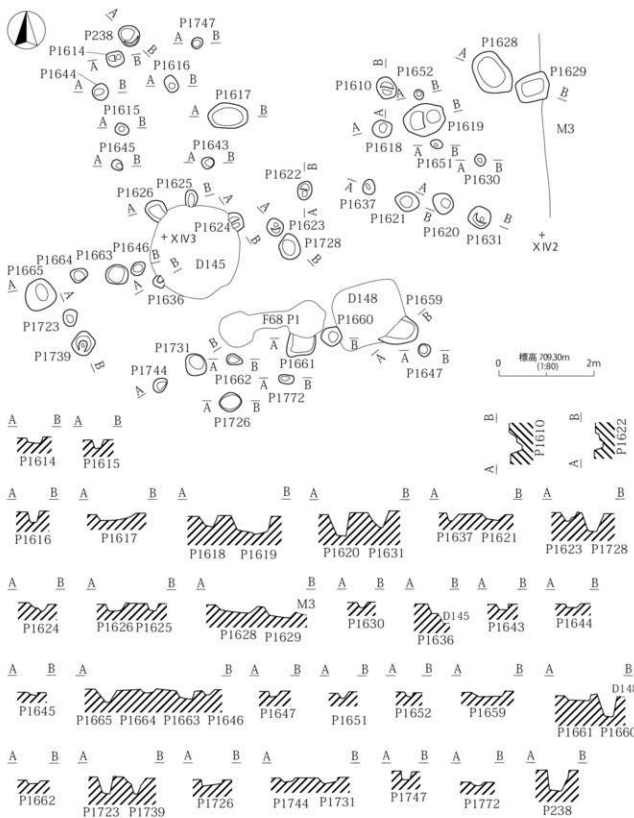 A P1747
P238 A B
P1614
A B B
P1644 P1616
A B A B
P1617
P1615 A B
A B
P1645 P1643
A B A B
P1625
P1626 B A
A P1624
XIV3
D145
B
P1622
A
A P1623
B P1728
B
P1646
P1663 B
P1664 B
P1665
A A A
P1636
P1723
P1739
B
P1744
A
P1731 B
A B
P1662
A B
P1726
F68 P1
A B
P1661
A B
P1772
D148
P1660
P1659
B
A A B
P1647
B P1652
P1610 A B
A B
A P1619
P1618
A B
P1651
A B
P1630
A P1628
P1629
B
M3
P1637
A A
P1621 B P1620
B
P1631
XIV2
標高 709.30m
0 (1:80) 2m
A B A B
P1614 P1615
B A P1610
B A P1622
A B A B A B A B A B A B
P1616 P1617 P1618 P1619 P1620 P1631 P1637 P1621 P1623 P1728
A B A B A B A B A B A B A B
P1624 P1626 P1625 P1628 P1629 M3 P1630 P1636 D145 P1643 P1644
A B A B A B A B A B A B A B
P1645 P1665 P1664 P1663 P1646 P1647 P1651 P1652 P1659 P1661 P1660 D148
A B A B A B A B A B A B A B
P1662 P1723 P1739 P1726 P1744 P1731 P1747 P1772 P238